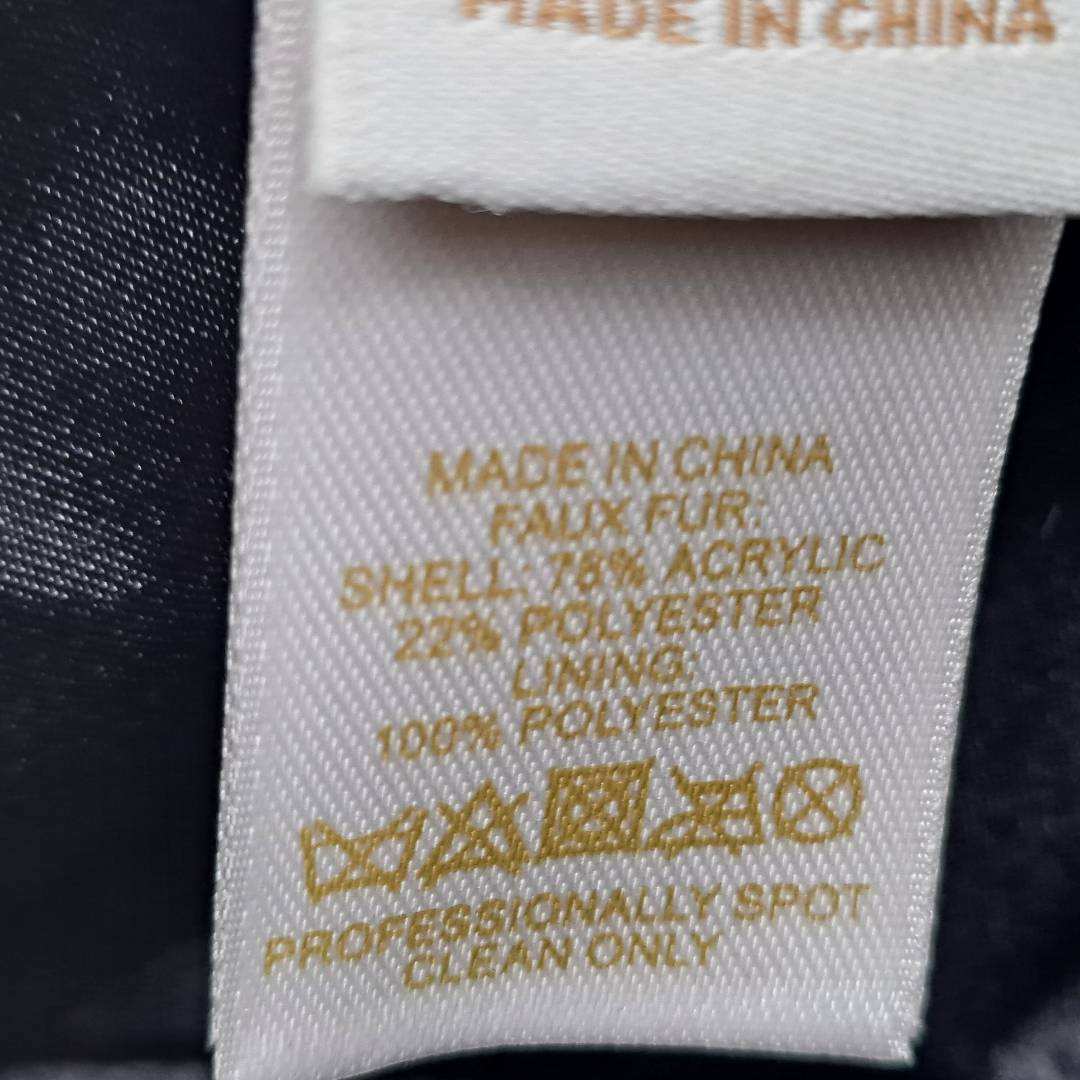 MADE IN CHINA
MADE IN CHINA
FAUX FUR:
SHELL: 78% ACRYLIC
22% POLYESTER
LINING:
100% POLYESTER
PROFESSIONALLY SPOT
CLEAN ONLY